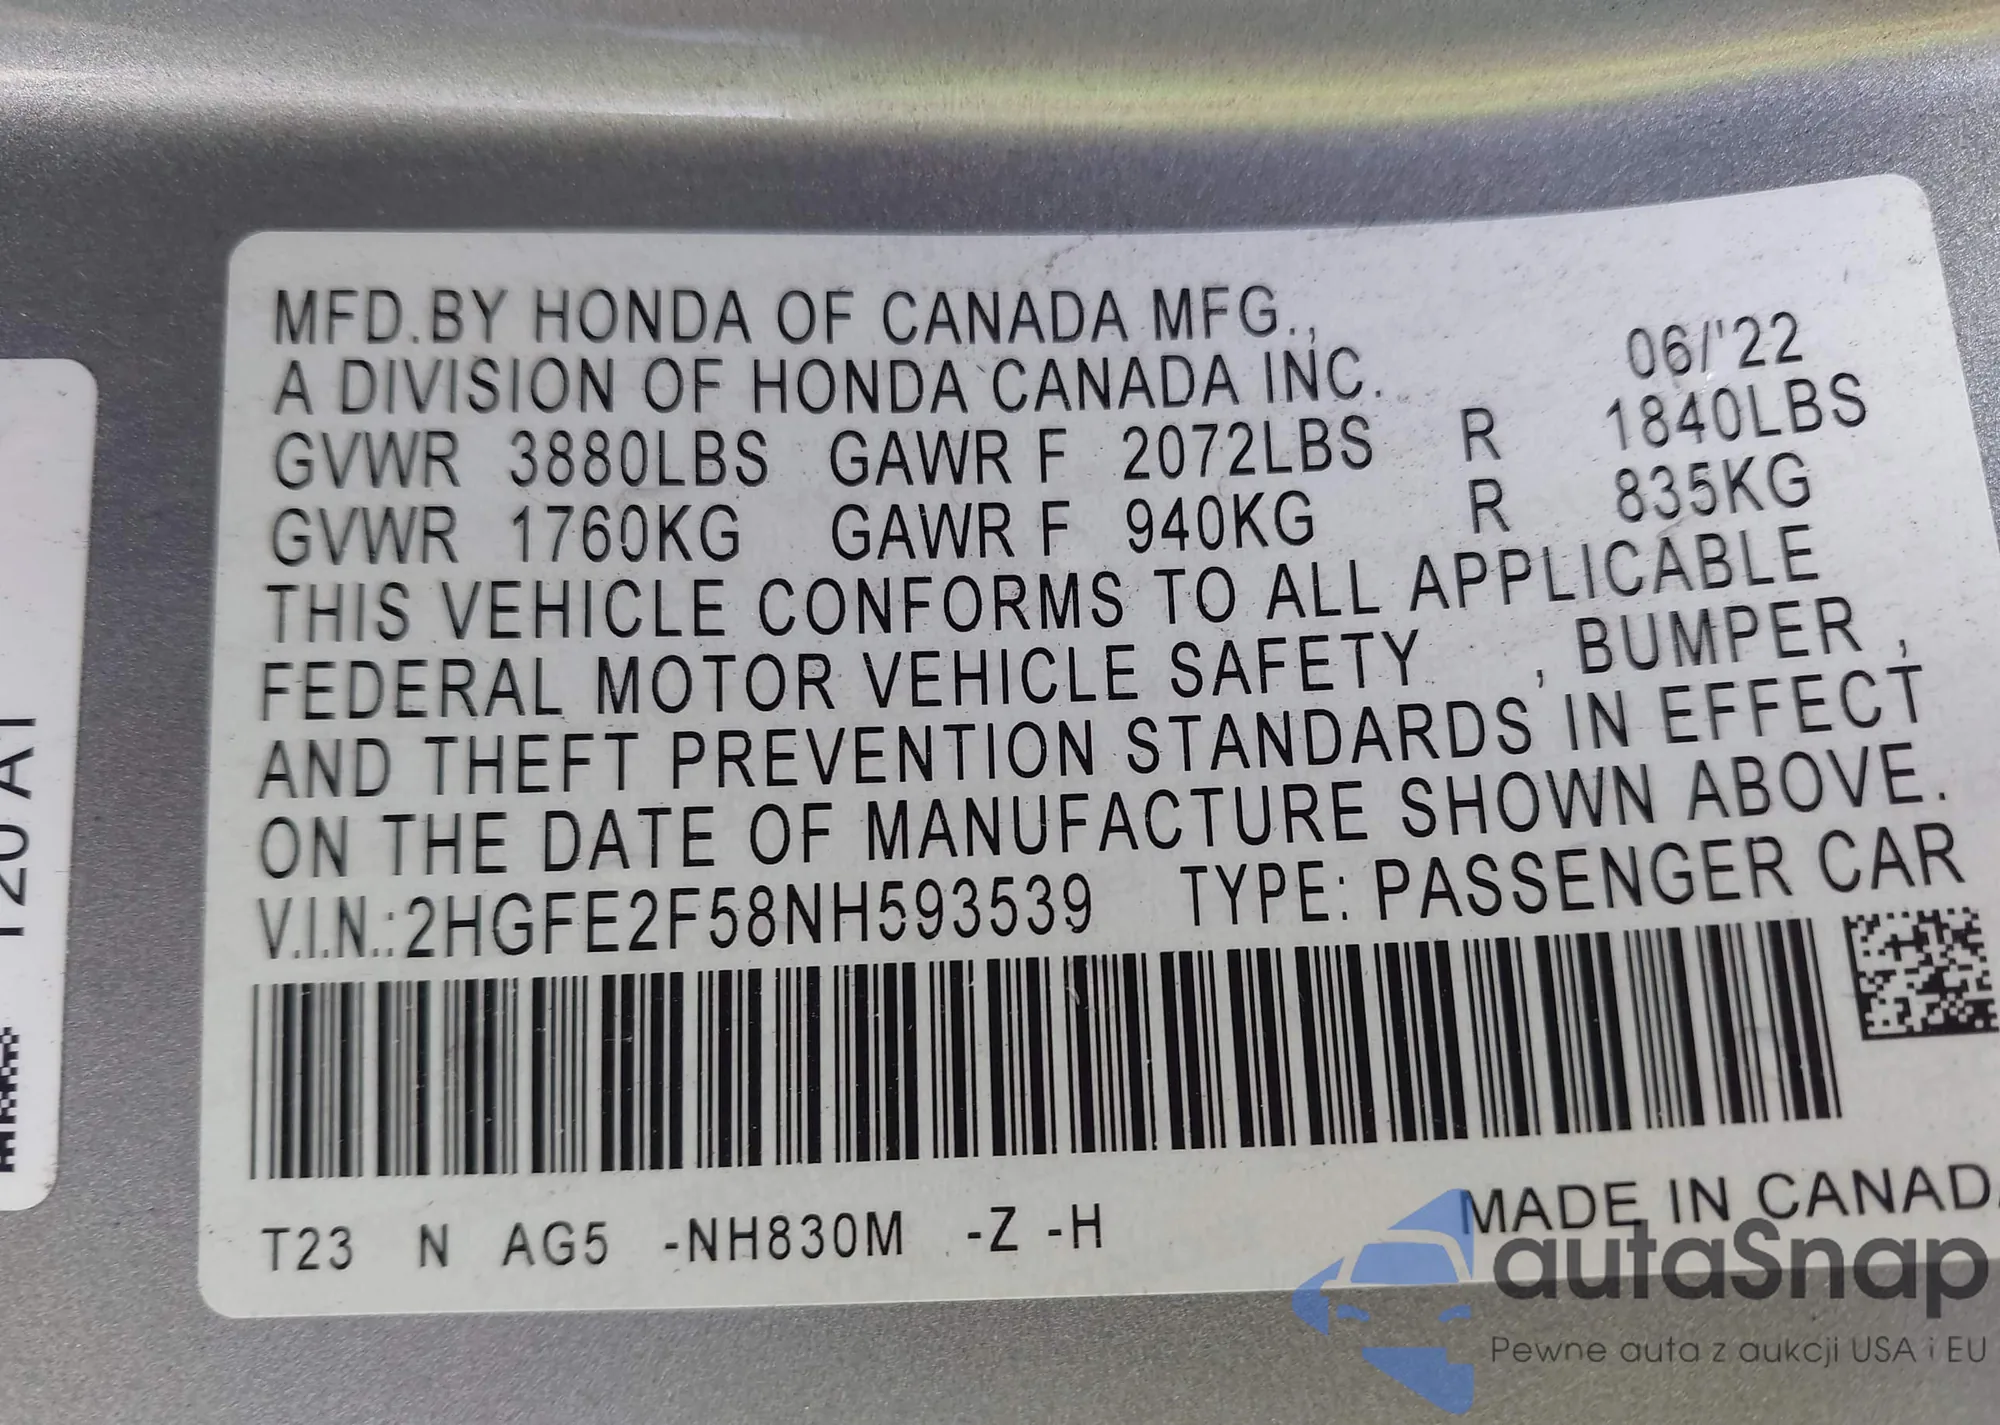 MFD.BY HONDA OF CANADA MFG.,
A DIVISION OF HONDA CANADA INC. 06/'22
GVWR 3880LBS GAWR F 2072LBS R 1840LBS
GVWR 1760KG GAWR F 940KG R 835KG
THIS VEHICLE CONFORMS TO ALL APPLICABLE
FEDERAL MOTOR VEHICLE SAFETY , BUMPER ,
AND THEFT PREVENTION STANDARDS IN EFFECT
ON THE DATE OF MANUFACTURE SHOWN ABOVE.
V.I.N.:2HGFE2F58NH593539 TYPE: PASSENGER CAR
T23 N AG5 -NH830M -Z -H
MADE IN CANADA
autaSnap
Pewne auta z aukcji USA i EU